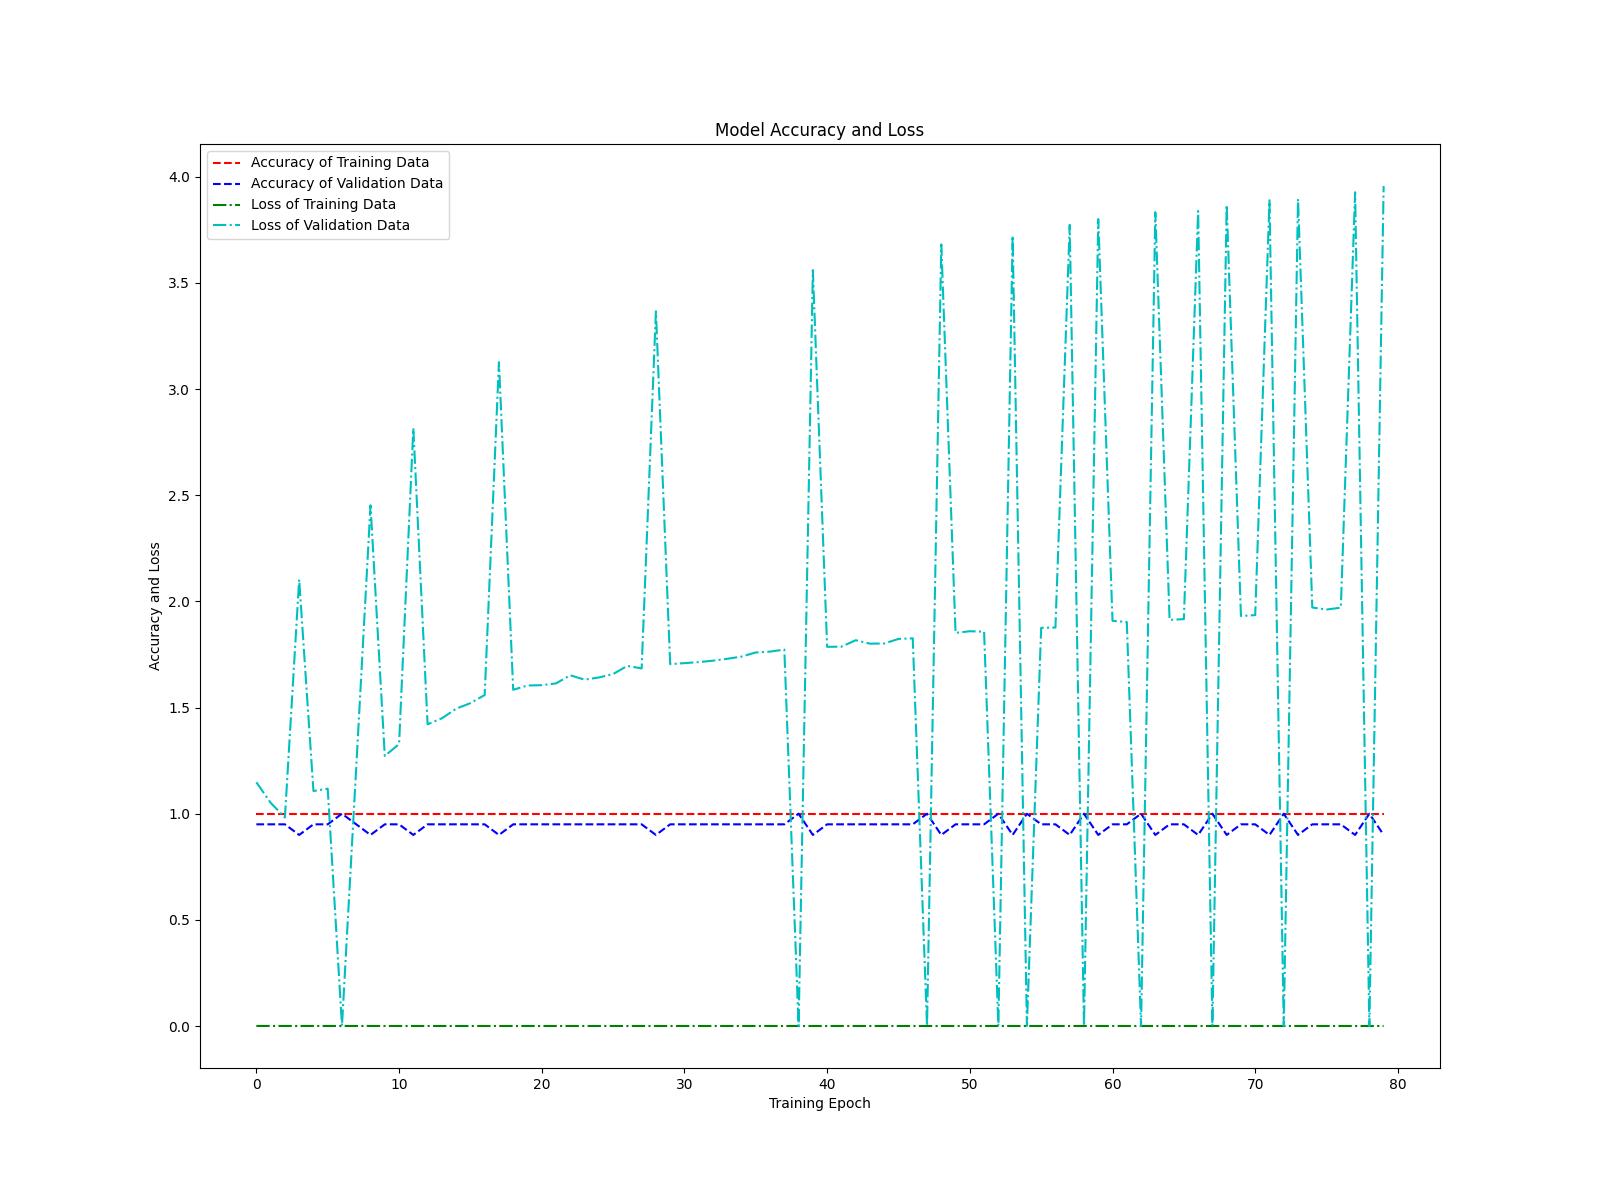 Model Accuracy and Loss
Accuracy of Training Data
Accuracy of Validation Data
Loss of Training Data
Loss of Validation Data
4.0
3.5
3.0
2.5
2.0
1.5
1.0
0.5
0.0
Accuracy and Loss
0 10 20 30 40 50 60 70 80
Training Epoch